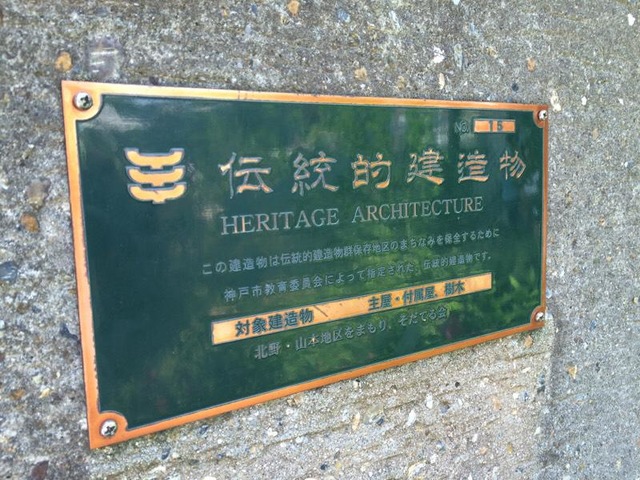 NO. 15
伝統的建造物
HERITAGE ARCHITECTURE
この建造物は伝統的建造物群保存地区のまちなみを保全するために
神戸市教育委員会によって指定された、伝統的建造物です。
対象建造物 主屋・付属屋、樹木
北野・山本地区をまもり、そだてる会